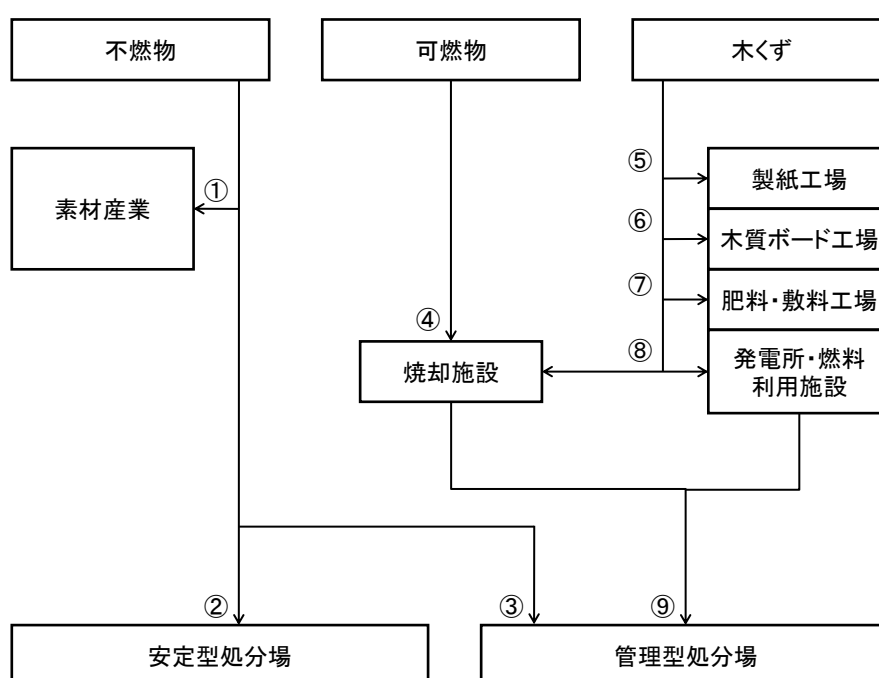 不燃物
可燃物
木くず
素材産業
①
⑤
製紙工場
⑥
木質ボード工場
⑦
肥料・敷料工場
④
⑧
焼却施設
発電所・燃料
利用施設
②
③
⑨
安定型処分場
管理型処分場